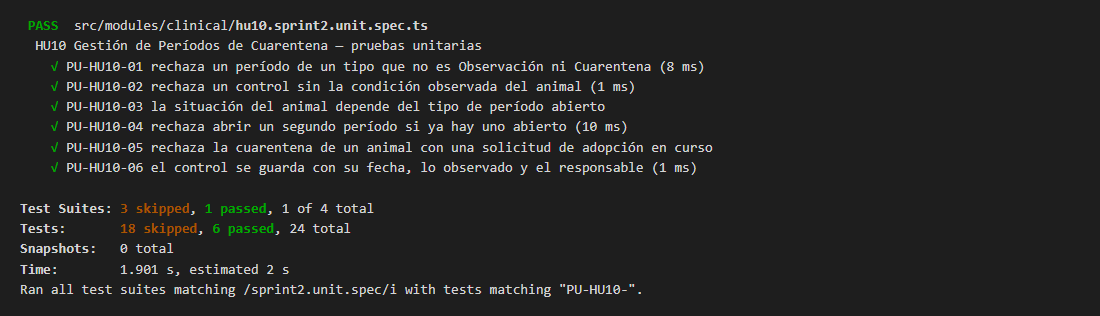 PASS src/modules/clinical/hu10.sprint2.unit.spec.ts
HU10 Gestión de Períodos de Cuarentena — pruebas unitarias
√ PU-HU10-01 rechaza un período de un tipo que no es Observación ni Cuarentena (8 ms)
√ PU-HU10-02 rechaza un control sin la condición observada del animal (1 ms)
√ PU-HU10-03 la situación del animal depende del tipo de período abierto
√ PU-HU10-04 rechaza abrir un segundo período si ya hay uno abierto (10 ms)
√ PU-HU10-05 rechaza la cuarentena de un animal con una solicitud de adopción en curso
√ PU-HU10-06 el control se guarda con su fecha, lo observado y el responsable (1 ms)
Test Suites: 3 skipped, 1 passed, 1 of 4 total
Tests: 18 skipped, 6 passed, 24 total
Snapshots: 0 total
Time: 1.901 s, estimated 2 s
Ran all test suites matching /sprint2.unit.spec/i with tests matching "PU-HU10-".